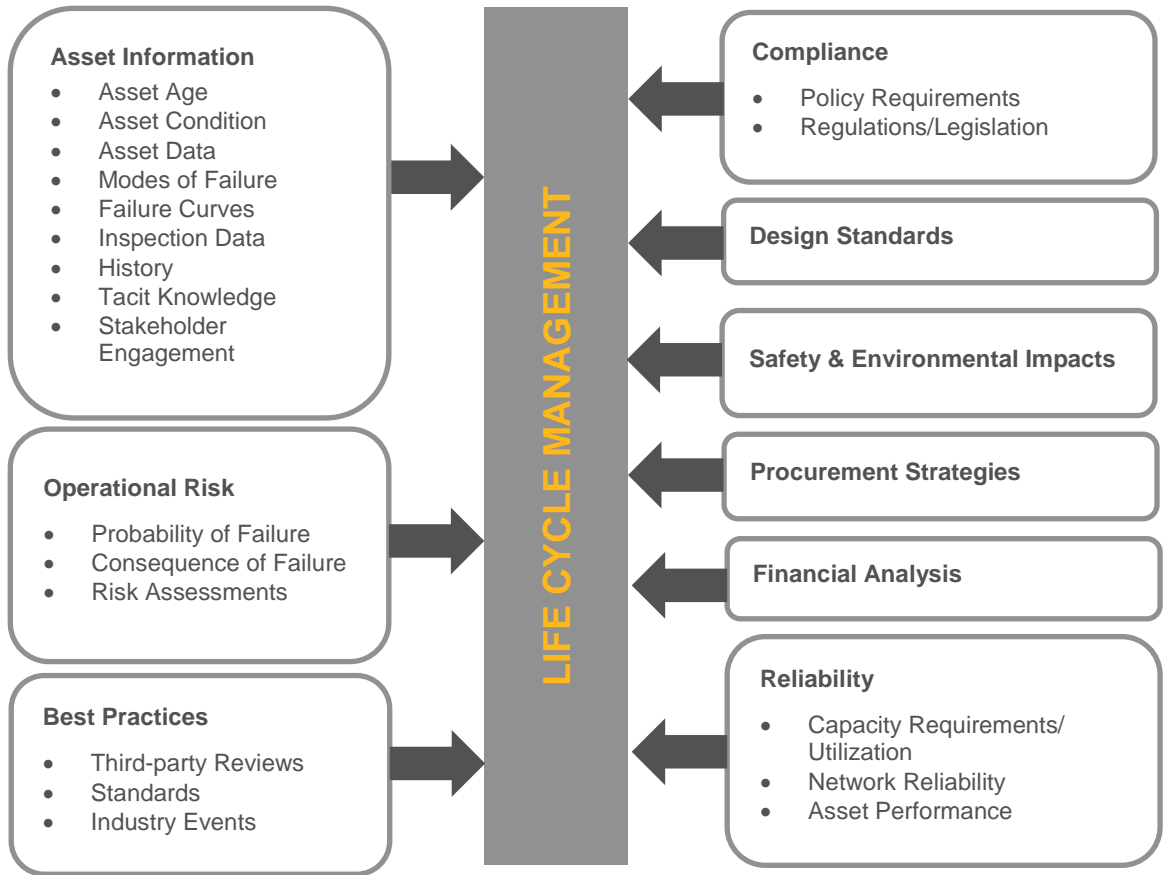 Asset Information
• Asset Age
• Asset Condition
• Asset Data
• Modes of Failure
• Failure Curves
• Inspection Data
• History
• Tacit Knowledge
• Stakeholder
Engagement
Operational Risk
• Probability of Failure
• Consequence of Failure
• Risk Assessments
Best Practices
• Third-party Reviews
• Standards
• Industry Events
LIFE CYCLE MANAGEMENT
Compliance
• Policy Requirements
• Regulations/Legislation
Design Standards
Safety & Environmental Impacts
Procurement Strategies
Financial Analysis
Reliability
• Capacity Requirements/
Utilization
• Network Reliability
• Asset Performance